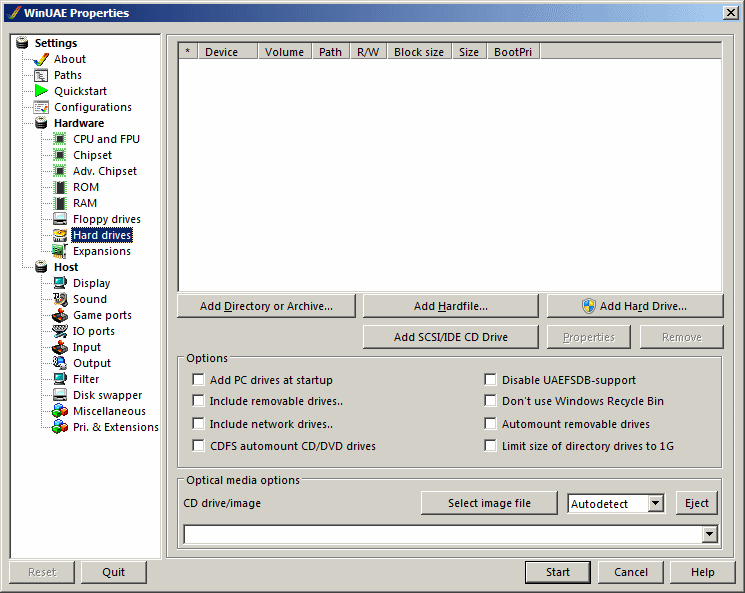 WinUAE Properties
Settings
About
Paths
Quickstart
Configurations
Hardware
CPU and FPU
Chipset
Adv. Chipset
ROM
RAM
Floppy drives
Hard drives
Expansions
Host
Display
Sound
Game ports
IO ports
Input
Output
Filter
Disk swapper
Miscellaneous
Pri. & Extensions
* Device Volume Path R/W Block size Size BootPri
Add Directory or Archive... Add Hardfile... Add Hard Drive...
Add SCSI/IDE CD Drive Properties Remove
Options
Add PC drives at startup Disable UAEFSDB-support
Include removable drives.. Don't use Windows Recycle Bin
Include network drives.. Automount removable drives
CDFS automount CD/DVD drives Limit size of directory drives to 1G
Optical media options
CD drive/image Select image file Autodetect Eject
Reset Quit Start Cancel Help